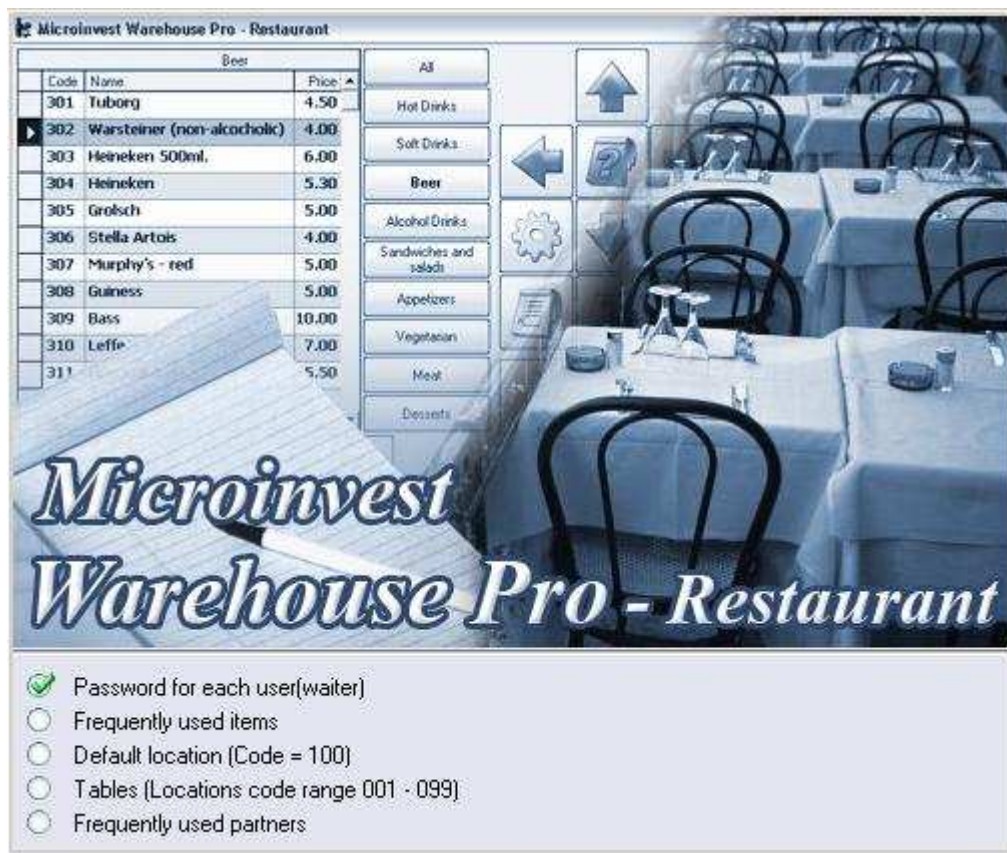 Microinvest Warehouse Pro - Restaurant
Beer
Code Name Price
301 Tuborg 4.50
302 Warsteiner (non-alcocholic) 4.00
303 Heineken 500ml. 6.00
304 Heineken 5.30
305 Grolsch 5.00
306 Stella Artois 4.00
307 Murphy's - red 5.00
308 Guiness 5.00
309 Bass 10.00
310 Leffe 7.00
311 5.50
All
Hot Drinks
Soft Drinks
Beer
Alcohol Drinks
Sandwiches and
salads
Appetizers
Vegetarian
Meat
Desserts
?
Microinvest
Warehouse Pro - Restaurant
Password for each user(waiter)
Frequently used items
Default location (Code = 100)
Tables (Locations code range 001 - 099)
Frequently used partners